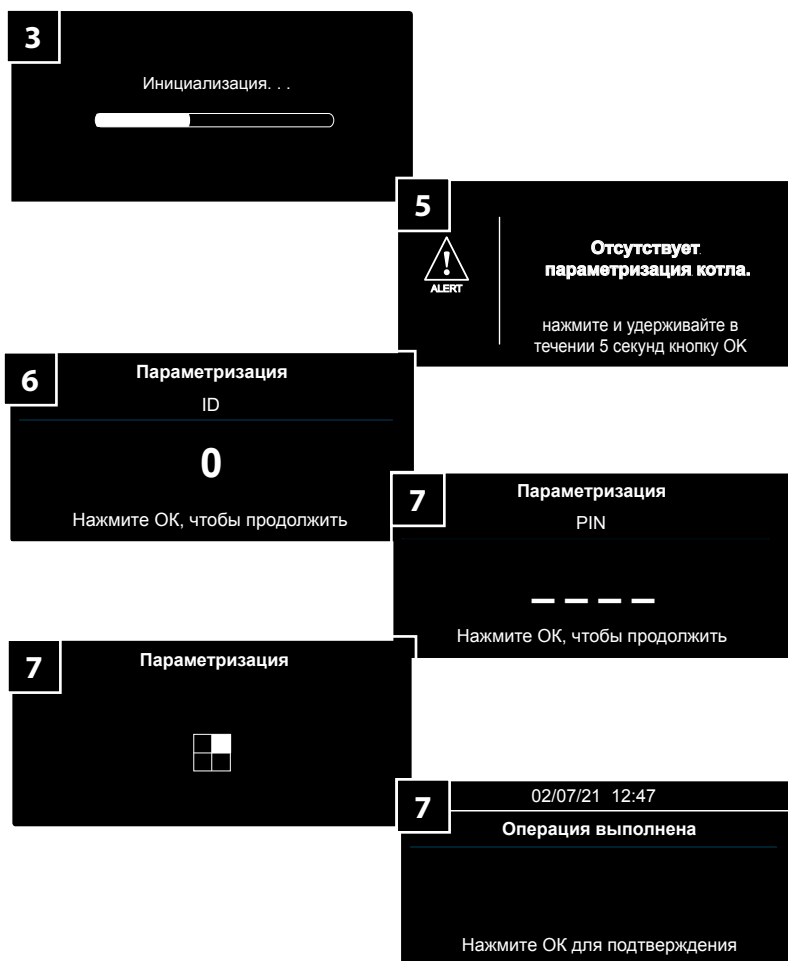 3
Инициализация. . .
5
ALERT
Отсутствует
параметризация котла.
нажмите и удерживайте в
течении 5 секунд кнопку OK
6
Параметризация
ID
0
Нажмите ОК, чтобы продолжить
7
Параметризация
PIN
_ _ _ _
Нажмите ОК, чтобы продолжить
7
Параметризация
7
02/07/21 12:47
Операция выполнена
Нажмите ОК для подтверждения